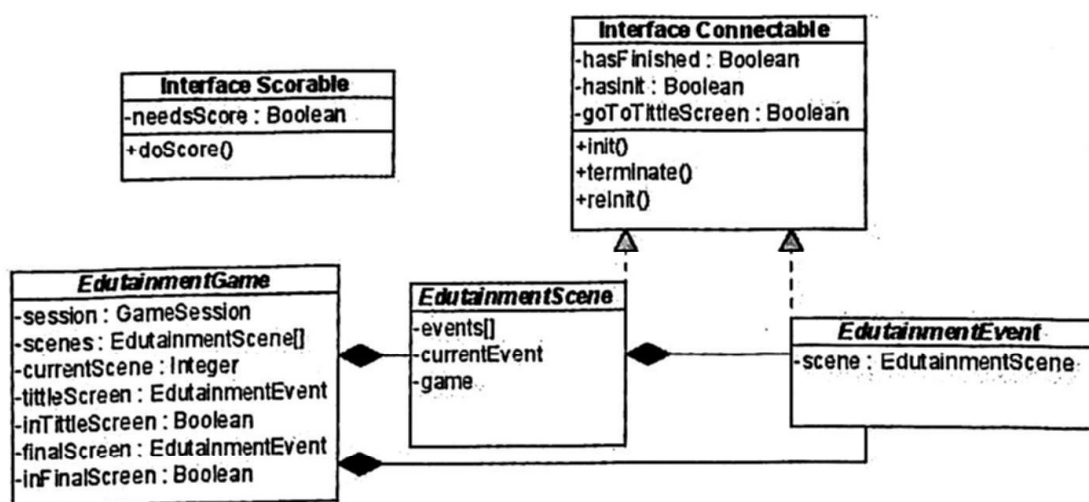 Interface Scorable
-needsScore : Boolean
+doScore()
Interface Connectable
-hasFinished : Boolean
-hasInit : Boolean
-goToTittleScreen : Boolean
+init()
+terminate()
+reInit()
EdutainmentGame
-session : GameSession
-scenes : EdutainmentScene[]
-currentScene : Integer
-tittleScreen : EdutainmentEvent
-inTittleScreen : Boolean
-finalScreen : EdutainmentEvent
-inFinalScreen : Boolean
EdutainmentScene
-events[]
-currentEvent
-game
EdutainmentEvent
-scene : EdutainmentScene